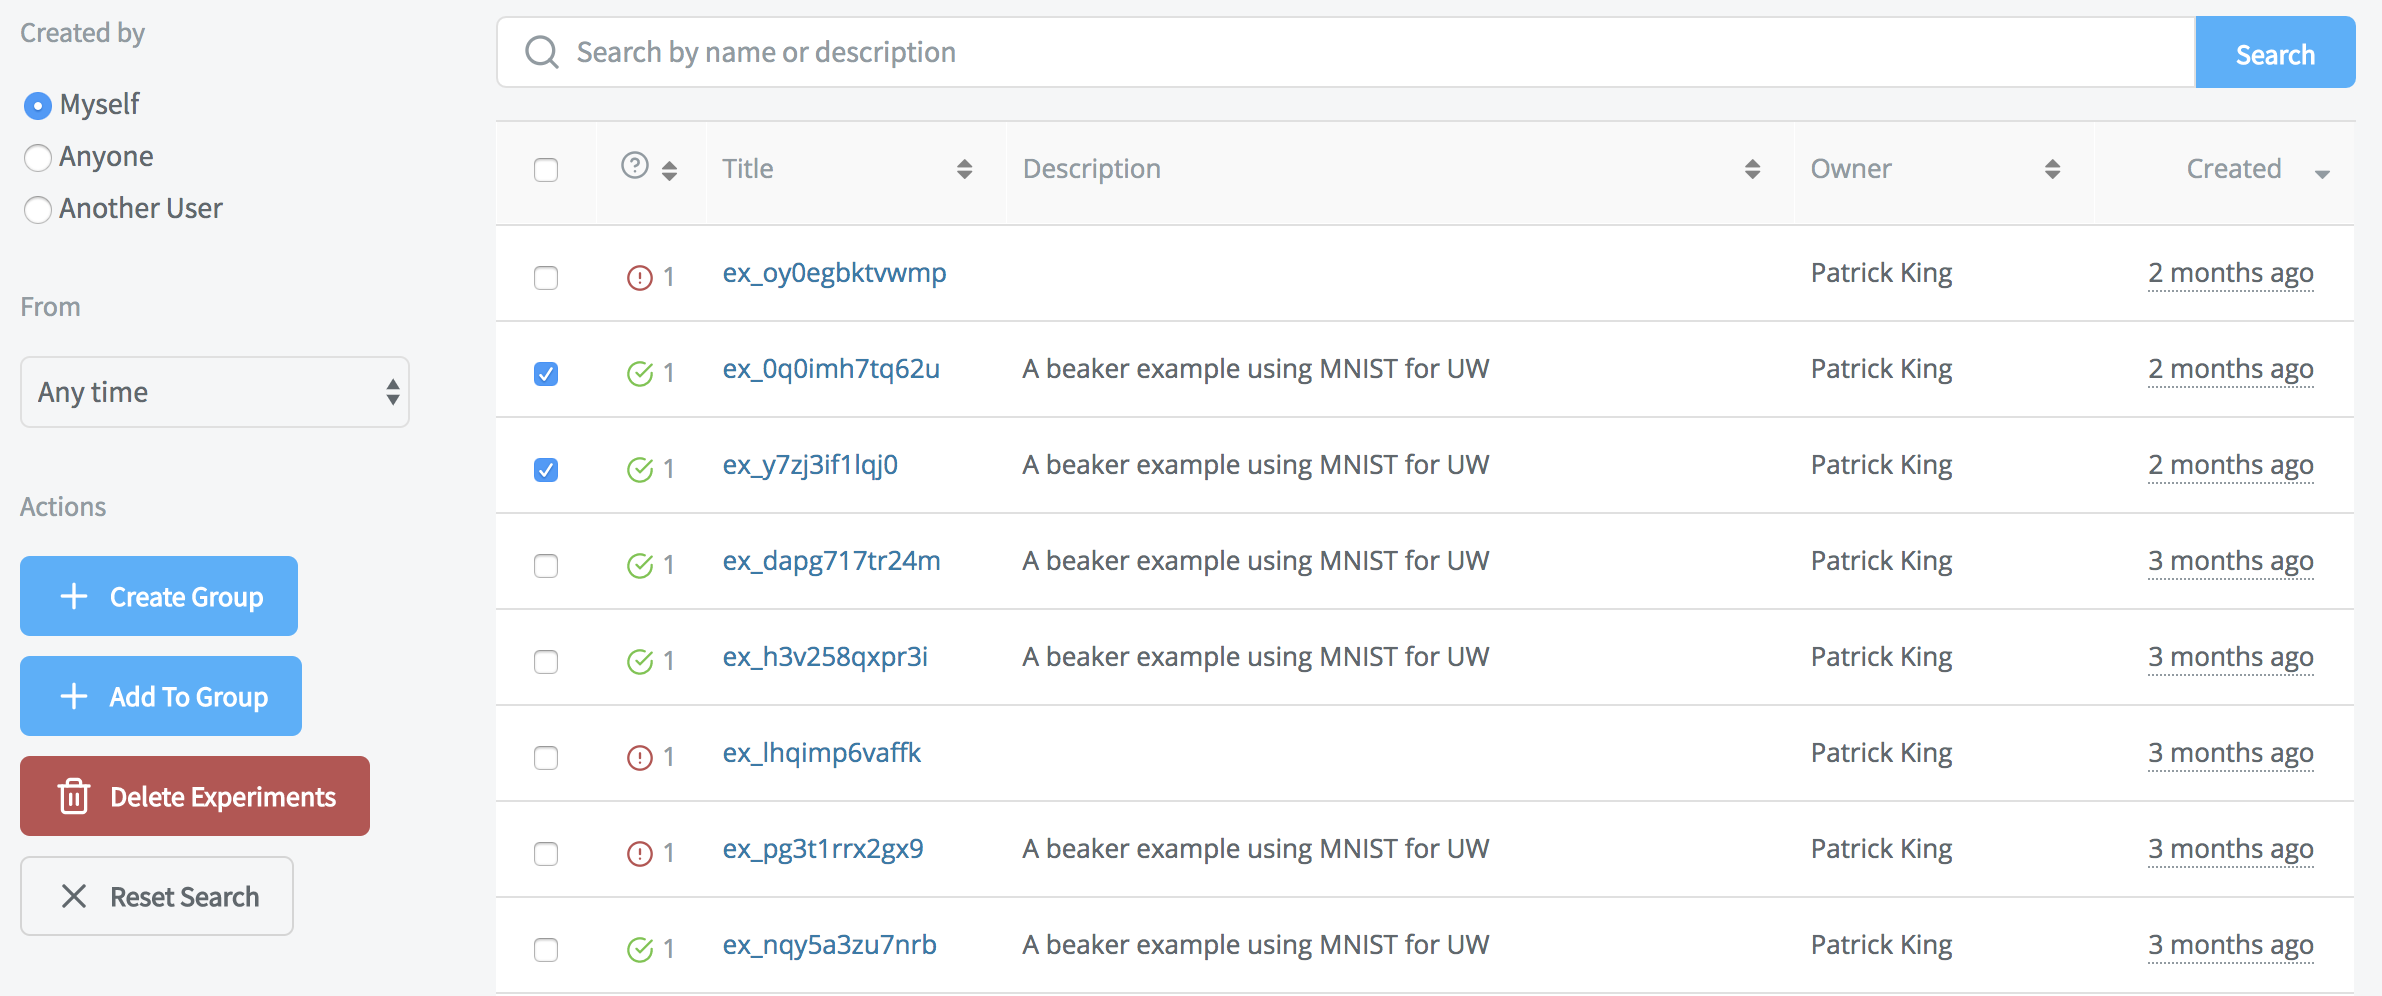 Created by
Myself
Anyone
Another User
From
Any time
Actions
Create Group
Add To Group
Delete Experiments
Reset Search
Search by name or description Search
Title Description Owner Created
1 ex_oy0egbktvwmp Patrick King 2 months ago
1 ex_0q0imh7tq62u A beaker example using MNIST for UW Patrick King 2 months ago
1 ex_y7zj3if1lqj0 A beaker example using MNIST for UW Patrick King 2 months ago
1 ex_dapg717tr24m A beaker example using MNIST for UW Patrick King 3 months ago
1 ex_h3v258qxpr3i A beaker example using MNIST for UW Patrick King 3 months ago
1 ex_lhqimp6vaffk Patrick King 3 months ago
1 ex_pg3t1rrx2gx9 A beaker example using MNIST for UW Patrick King 3 months ago
1 ex_nqy5a3zu7nrb A beaker example using MNIST for UW Patrick King 3 months ago